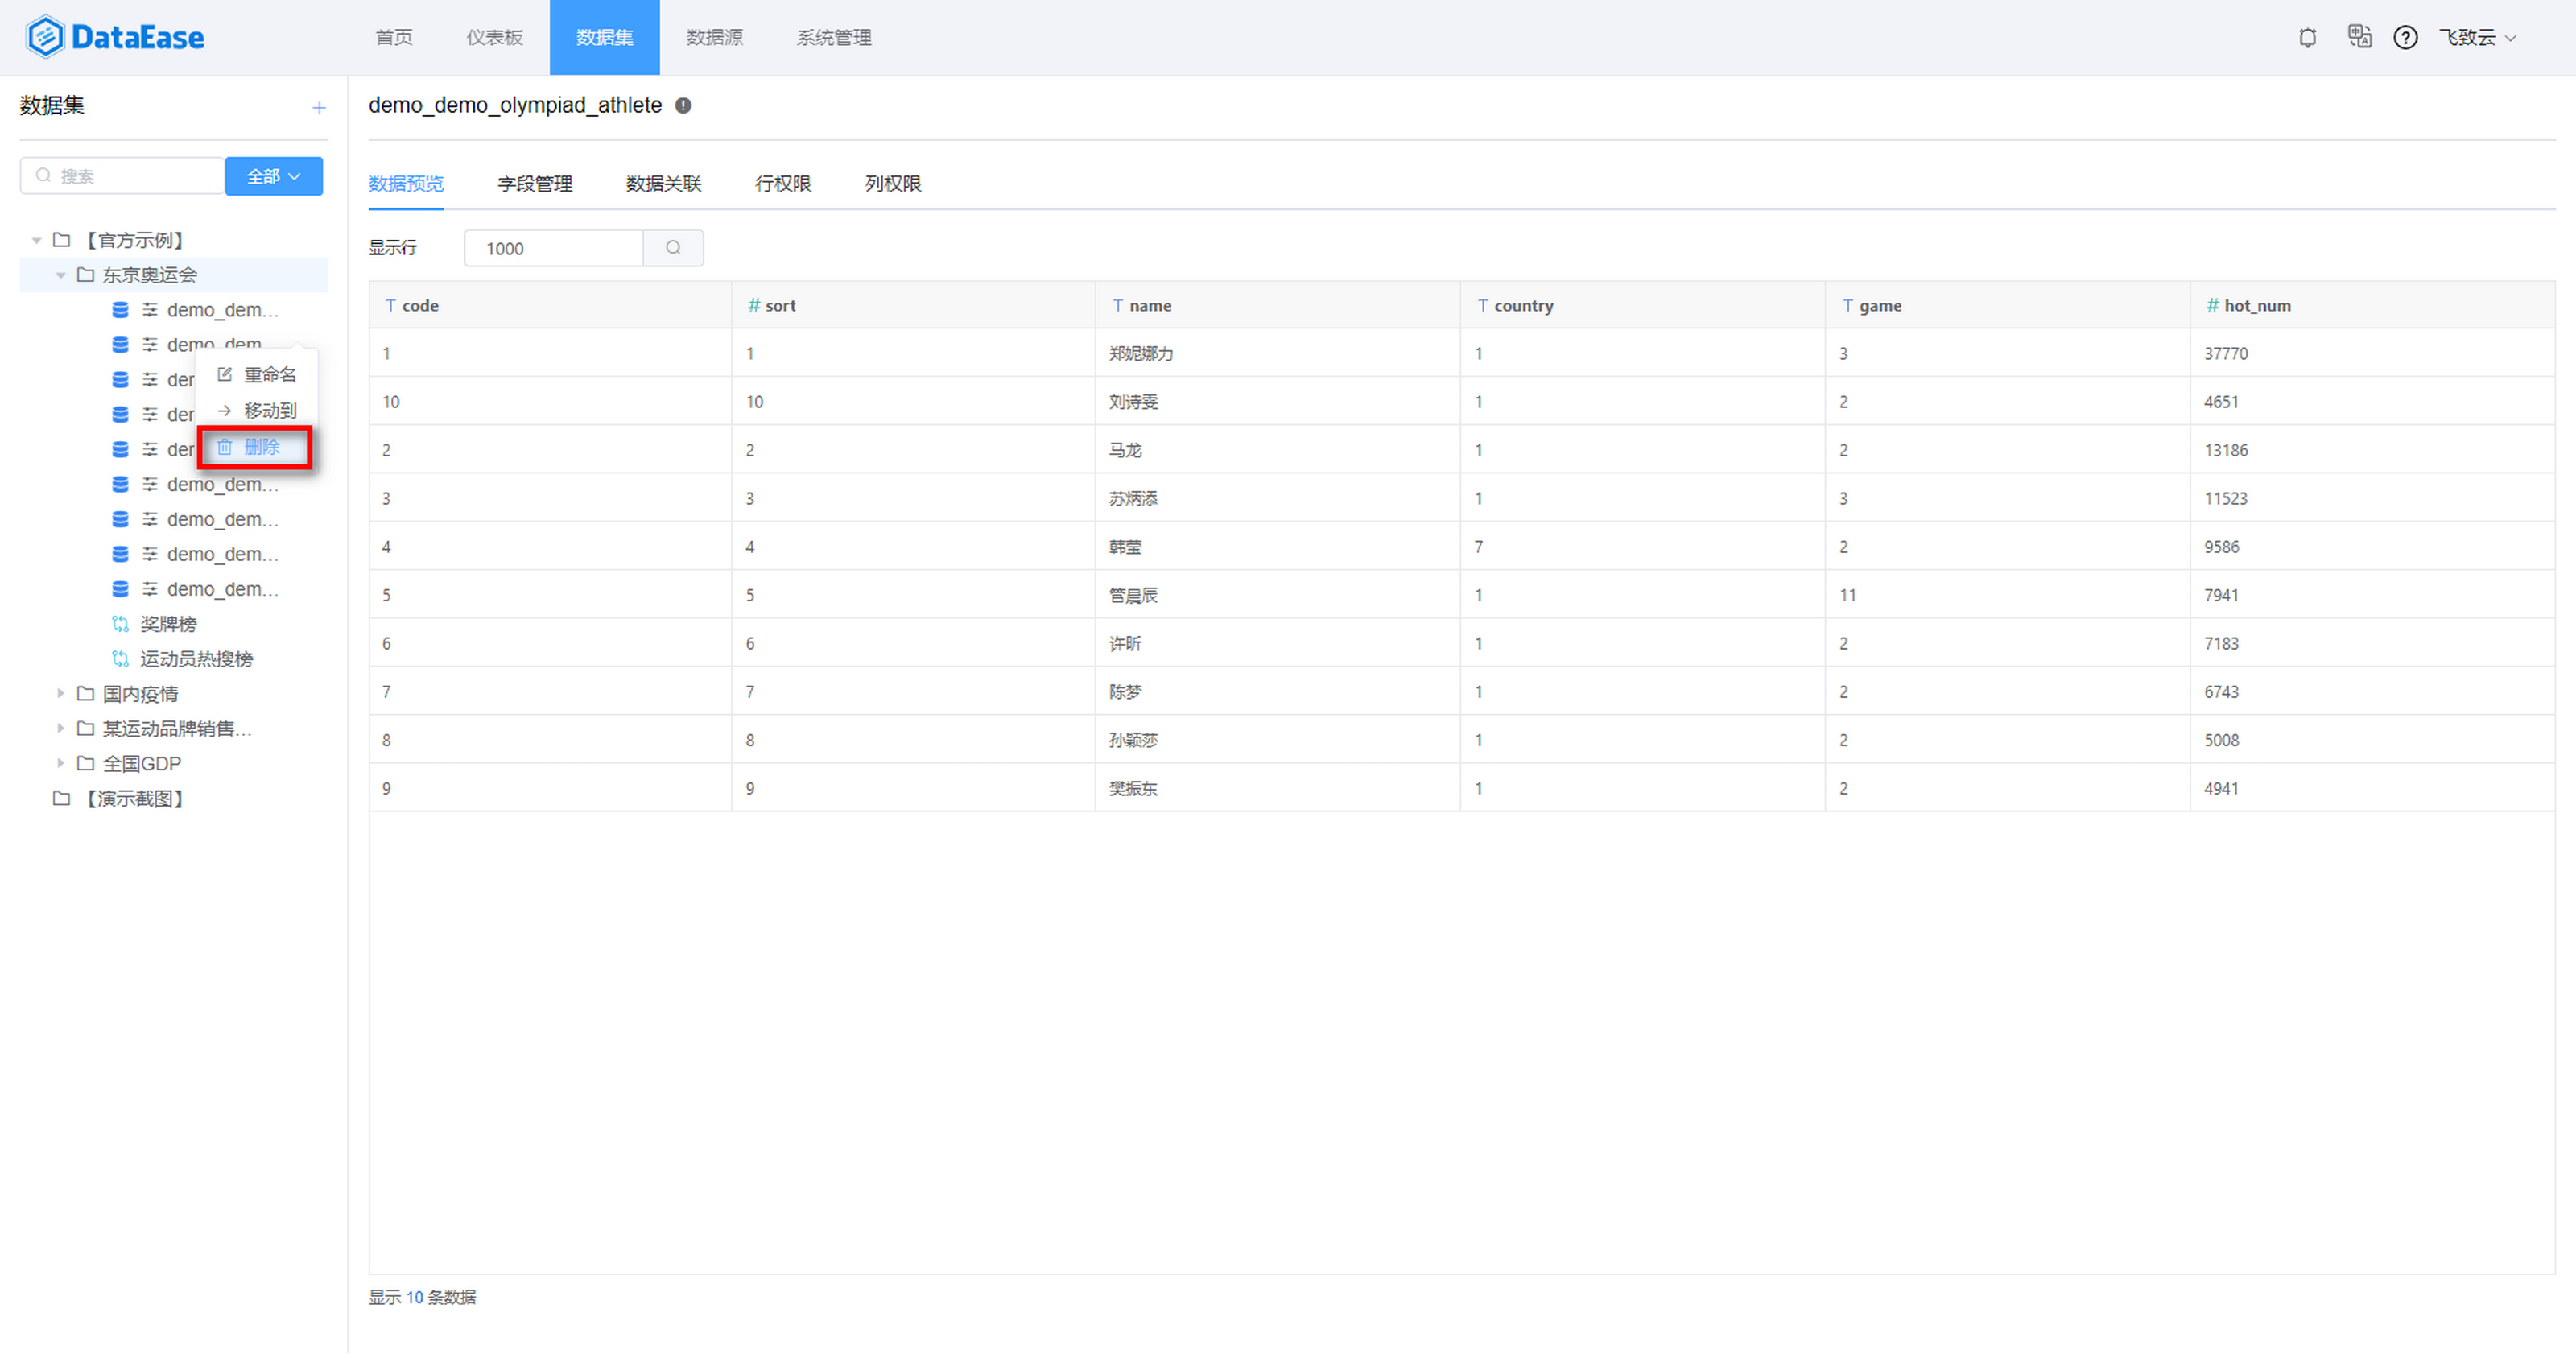 DataEase 首页 仪表板 数据集 数据源 系统管理 飞致云
数据集
搜索 全部
【官方示例】
东京奥运会
demo_dem...
demo_dem
der
der
der
demo_dem...
demo_dem...
demo_dem...
demo_dem...
奖牌榜
运动员热搜榜
国内疫情
某运动品牌销售...
全国GDP
【演示截图】
重命名
移动到
删除
demo_demo_olympiad_athlete
数据预览 字段管理 数据关联 行权限 列权限
显示行 1000
T code # sort T name T country T game # hot_num
1 1 郑妮娜力 1 3 37770
10 10 刘诗雯 1 2 4651
2 2 马龙 1 2 13186
3 3 苏炳添 1 3 11523
4 4 韩莹 7 2 9586
5 5 管晨辰 1 11 7941
6 6 许昕 1 2 7183
7 7 陈梦 1 2 6743
8 8 孙颖莎 1 2 5008
9 9 樊振东 1 2 4941
显示 10 条数据